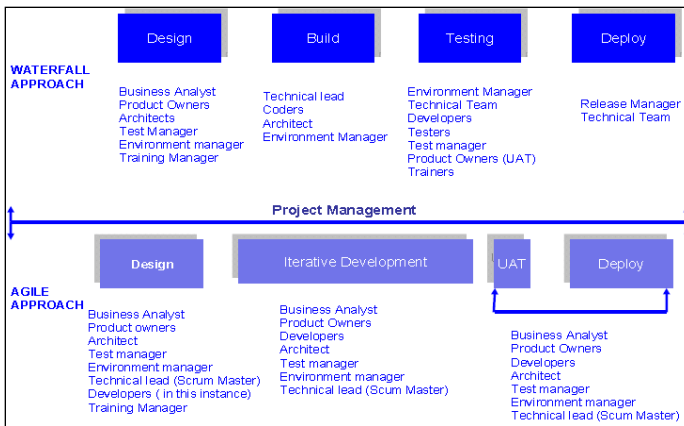 Design
Build
Testing
Deploy
WATERFALL
APPROACH
Business Analyst
Product Owners
Architects
Test Manager
Environment manager
Training Manager
Technical lead
Coders
Architect
Environment Manager
Environment Manager
Technical Team
Developers
Testers
Test manager
Product Owners (UAT)
Trainers
Release Manager
Technical Team
Project Management
Design
Iterative Development
UAT
Deploy
AGILE
APPROACH
Business Analyst
Product owners
Architect
Test manager
Environment manager
Technical lead (Scrum Master)
Developers ( in this instance)
Training Manager
Business Analyst
Product Owners
Developers
Architect
Test manager
Environment manager
Technical lead (Scum Master)
Business Analyst
Product Owners
Developers
Architect
Test manager
Environment manager
Technical lead (Scum Master)